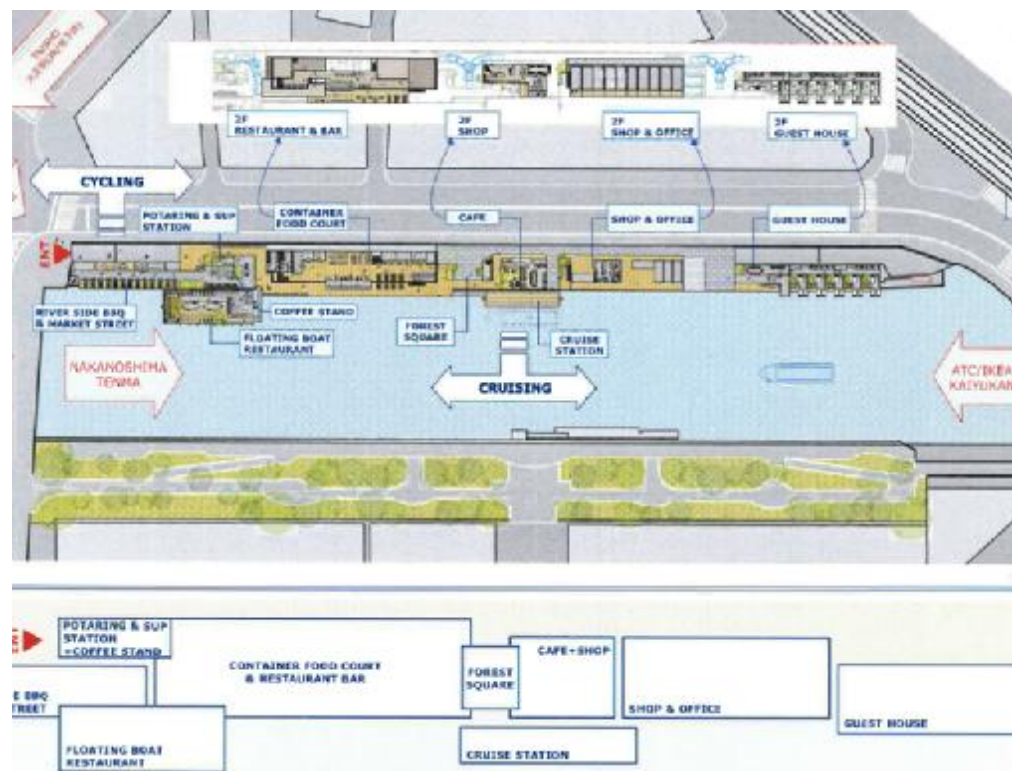 2F
RESTAURANT & BAR
2F
SHOP
2F
SHOP & OFFICE
2F
GUEST HOUSE
CYCLING
POTARING & SUP
STATION
CONTAINER
FOOD COURT
CAFE
SHOP & OFFICE
GUEST HOUSE
ENT
RIVER SIDE BBQ
& MARKET STREET
COFFEE STAND
FLOATING BOAT
RESTAURANT
FOREST
SQUARE
CRUISE
STATION
NAKANOSHIMA
TENMA
CRUISING
ATC/IKEA
KAIYUKAN
ENT
POTARING & SUP
STATION
+COFFEE STAND
CONTAINER FOOD COURT
& RESTAURANT BAR
FOREST
SQUARE
CAFE+SHOP
SHOP & OFFICE
GUEST HOUSE
E BBQ
TREET
FLOATING BOAT
RESTAURANT
CRUISE STATION